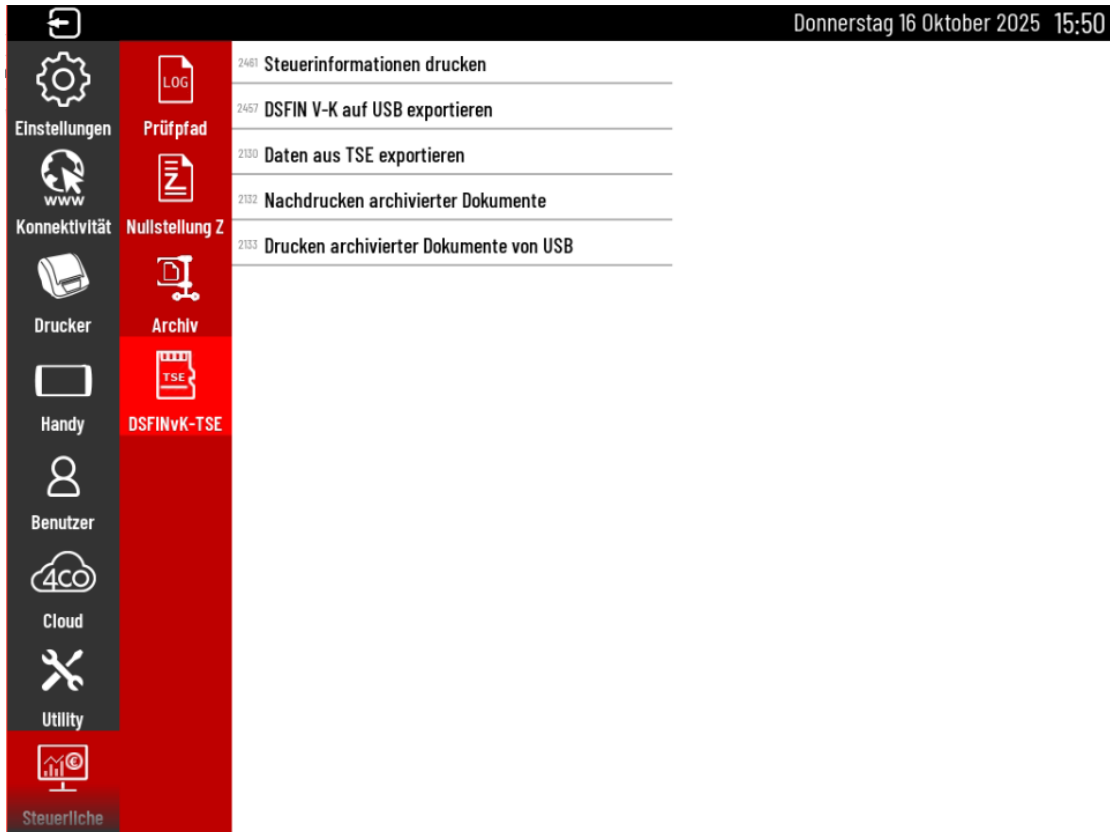 Donnerstag 16 Oktober 2025 15:50
Einstellungen
www
Konnektivität
Drucker
Handy
Benutzer
4CO
Cloud
Utility
Steuerliche
LOG
Prüfpfad
Z
Nullstellung Z
Archiv
TSE
DSFINvK-TSE
2461 Steuerinformationen drucken
2457 DSFIN V-K auf USB exportieren
2130 Daten aus TSE exportieren
2132 Nachdrucken archivierter Dokumente
2133 Drucken archivierter Dokumente von USB